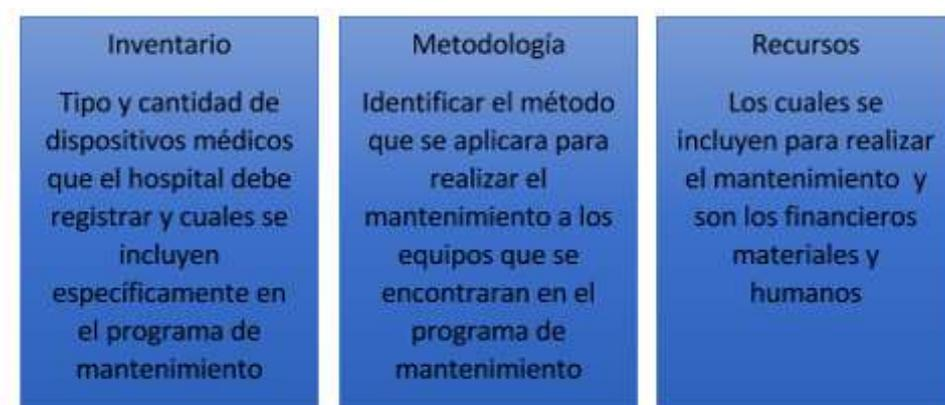 Inventario
Tipo y cantidad de
dispositivos médicos
que el hospital debe
registrar y cuales se
incluyen
específicamente en
el programa de
mantenimiento
Metodología
Identificar el método
que se aplicara para
realizar el
mantenimiento a los
equipos que se
encontraran en el
programa de
mantenimiento
Recursos
Los cuales se
incluyen para realizar
el mantenimiento y
son los financieros
materiales y
humanos